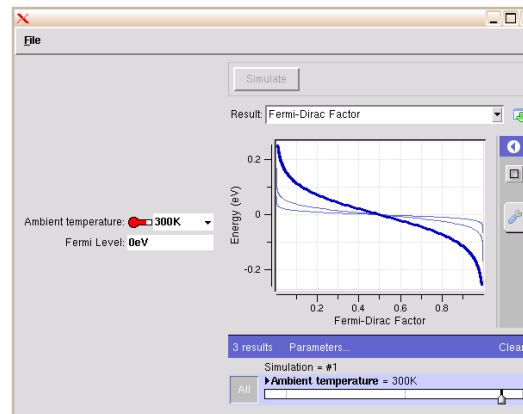 File
Simulate
Result: Fermi-Dirac Factor
Ambient temperature: 300K
Fermi Level: 0eV
Energy (eV)
0.2
0
-0.2
0.2 0.4 0.6 0.8
Fermi-Dirac Factor
3 results Parameters... Clear
Simulation = #1
All
Ambient temperature = 300K